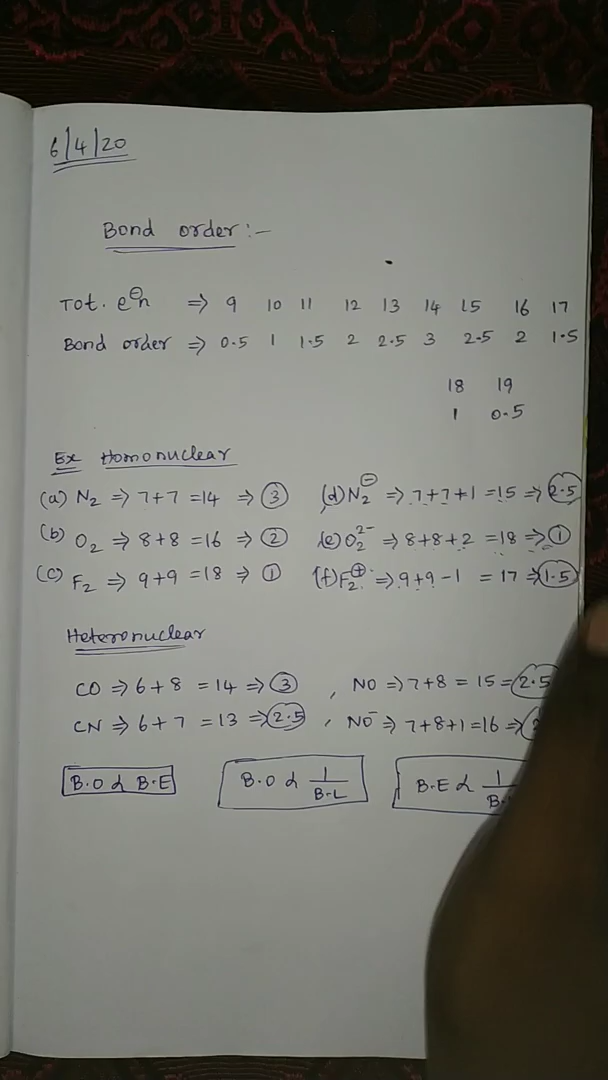 6/4/20
Bond order:-
Tot. e⊖n ⇒ 9 10 11 12 13 14 15 16 17
Bond order ⇒ 0.5 1 1.5 2 2.5 3 2.5 2 1.5
18 19
1 0.5
Ex Homonuclear
(a) N₂ ⇒ 7+7 = 14 ⇒ ③ (d) N₂⊖ ⇒ 7+7+1 = 15 ⇒ 2.5
(b) O₂ ⇒ 8+8 = 16 ⇒ ② (e) O₂²⁻ ⇒ 8+8+2 = 18 ⇒ ①
(c) F₂ ⇒ 9+9 = 18 ⇒ ① (f) F₂⊕ ⇒ 9+9-1 = 17 ⇒ 1.5
Heteronuclear
CO ⇒ 6+8 = 14 ⇒ ③ , NO ⇒ 7+8 = 15 = 2.5
CN ⇒ 6+7 = 13 ⇒ 2.5 , NO⁻ ⇒ 7+8+1 = 16 ⇒
B.O α B.E B.O α 1/B.L B.E α 1/B.